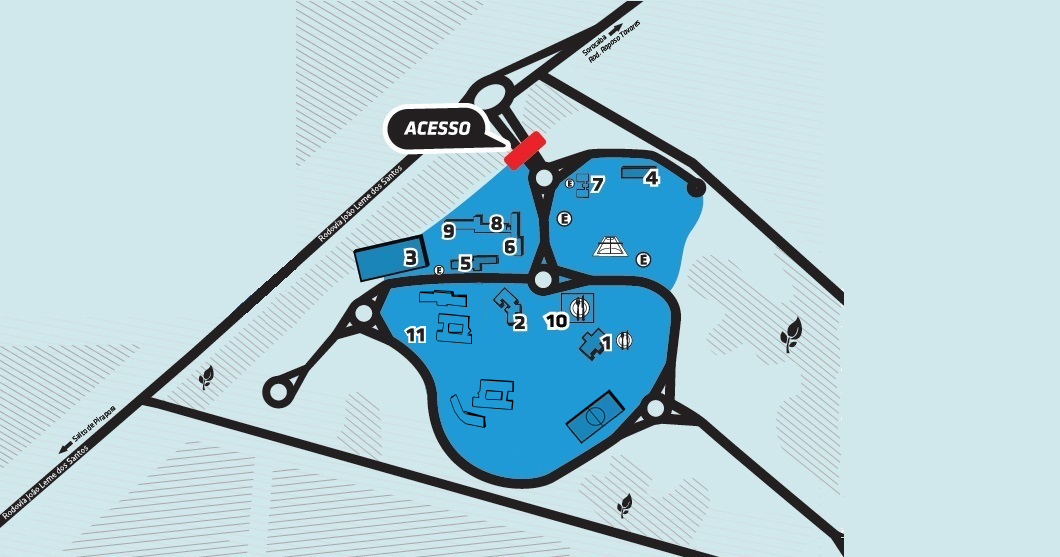 Sorocaba
Rod. Raposo Tavares
ACESSO
Rodovia João Leme dos Santos
E
7
4
9
8
6
E
3
5
E
E
2
10
11
1
Salto de Pirapora
Rodovia João Leme dos Santos